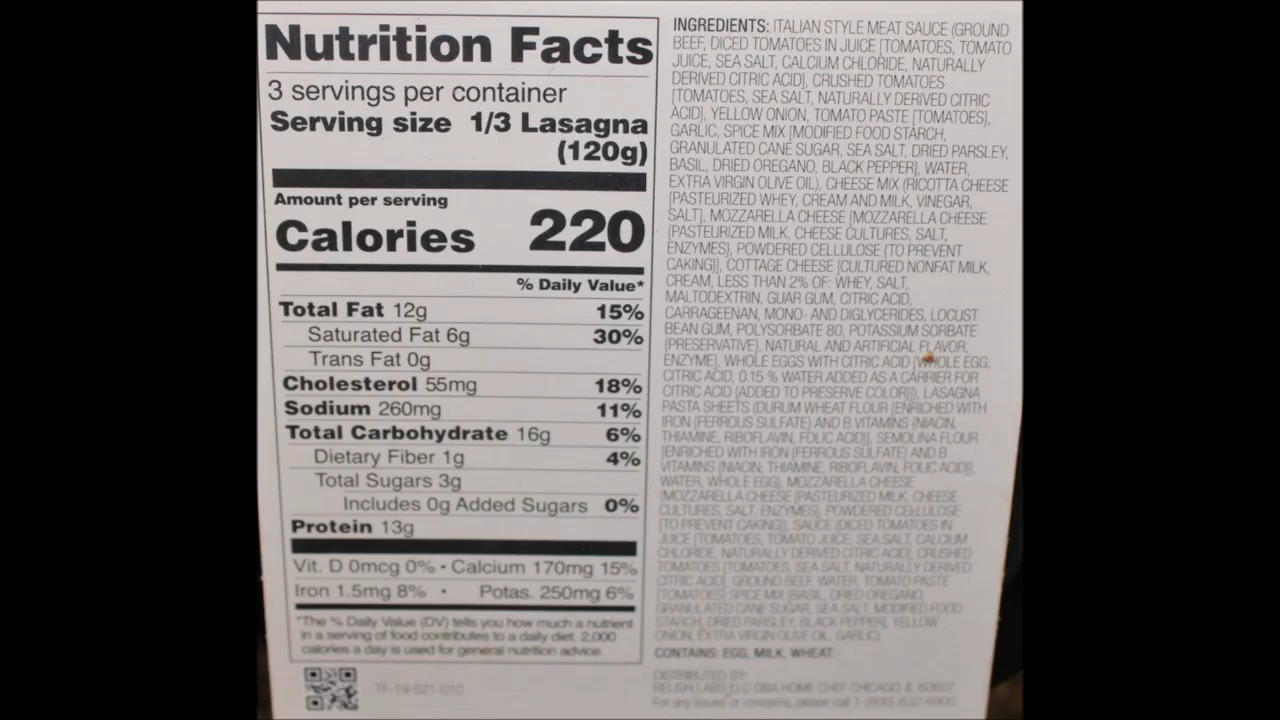 Nutrition Facts
3 servings per container
Serving size 1/3 Lasagna
(120g)
Amount per serving
Calories 220
% Daily Value*
Total Fat 12g 15%
Saturated Fat 6g 30%
Trans Fat 0g
Cholesterol 55mg 18%
Sodium 260mg 11%
Total Carbohydrate 16g 6%
Dietary Fiber 1g 4%
Total Sugars 3g
Includes 0g Added Sugars 0%
Protein 13g
Vit. D 0mcg 0% • Calcium 170mg 15%
Iron 1.5mg 8% • Potas. 250mg 6%
*The % Daily Value (DV) tells you how much a nutrient
in a serving of food contributes to a daily diet. 2,000
calories a day is used for general nutrition advice.
TF-19-521-010
INGREDIENTS: ITALIAN STYLE MEAT SAUCE (GROUND
BEEF, DICED TOMATOES IN JUICE [TOMATOES, TOMATO
JUICE, SEA SALT, CALCIUM CHLORIDE, NATURALLY
DERIVED CITRIC ACID], CRUSHED TOMATOES
[TOMATOES, SEA SALT, NATURALLY DERIVED CITRIC
ACID], YELLOW ONION, TOMATO PASTE [TOMATOES],
GARLIC, SPICE MIX [MODIFIED FOOD STARCH,
GRANULATED CANE SUGAR, SEA SALT, DRIED PARSLEY,
BASIL, DRIED OREGANO, BLACK PEPPER], WATER,
EXTRA VIRGIN OLIVE OIL), CHEESE MIX (RICOTTA CHEESE
[PASTEURIZED WHEY, CREAM AND MILK, VINEGAR,
SALT], MOZZARELLA CHEESE [MOZZARELLA CHEESE
(PASTEURIZED MILK, CHEESE CULTURES, SALT,
ENZYMES), POWDERED CELLULOSE (TO PREVENT
CAKING)], COTTAGE CHEESE [CULTURED NONFAT MILK,
CREAM, LESS THAN 2% OF: WHEY, SALT,
MALTODEXTRIN, GUAR GUM, CITRIC ACID,
CARRAGEENAN, MONO- AND DIGLYCERIDES, LOCUST
BEAN GUM, POLYSORBATE 80, POTASSIUM SORBATE
(PRESERVATIVE), NATURAL AND ARTIFICIAL FLAVOR,
ENZYME], WHOLE EGGS WITH CITRIC ACID [WHOLE EGG,
CITRIC ACID, 0.15 % WATER ADDED AS A CARRIER FOR
CITRIC ACID (ADDED TO PRESERVE COLOR)]), LASAGNA
PASTA SHEETS (DURUM WHEAT FLOUR [ENRICHED WITH
IRON (FERROUS SULFATE) AND B VITAMINS (NIACIN,
THIAMINE, RIBOFLAVIN, FOLIC ACID)], SEMOLINA FLOUR
[ENRICHED WITH IRON (FERROUS SULFATE) AND B
VITAMINS (NIACIN, THIAMINE, RIBOFLAVIN, FOLIC ACID)],
WATER, WHOLE EGG), MOZZARELLA CHEESE
(MOZZARELLA CHEESE [PASTEURIZED MILK, CHEESE
CULTURES, SALT, ENZYMES], POWDERED CELLULOSE
[TO PREVENT CAKING]), SAUCE (DICED TOMATOES IN
JUICE [TOMATOES, TOMATO JUICE, SEA SALT, CALCIUM
CHLORIDE, NATURALLY DERIVED CITRIC ACID], CRUSHED
TOMATOES [TOMATOES, SEA SALT, NATURALLY DERIVED
CITRIC ACID], GROUND BEEF, WATER, TOMATO PASTE
[TOMATOES] SPICE MIX [BASIL, DRIED OREGANO,
GRANULATED CANE SUGAR, SEA SALT, MODIFIED FOOD
STARCH, DRIED PARSLEY, BLACK PEPPER], YELLOW
ONION, EXTRA VIRGIN OLIVE OIL, GARLIC)
CONTAINS: EGG, MILK, WHEAT.
DISTRIBUTED BY:
RELISH LABS LLC DBA HOME CHEF CHICAGO, IL 60607
For any issues or concerns, please call